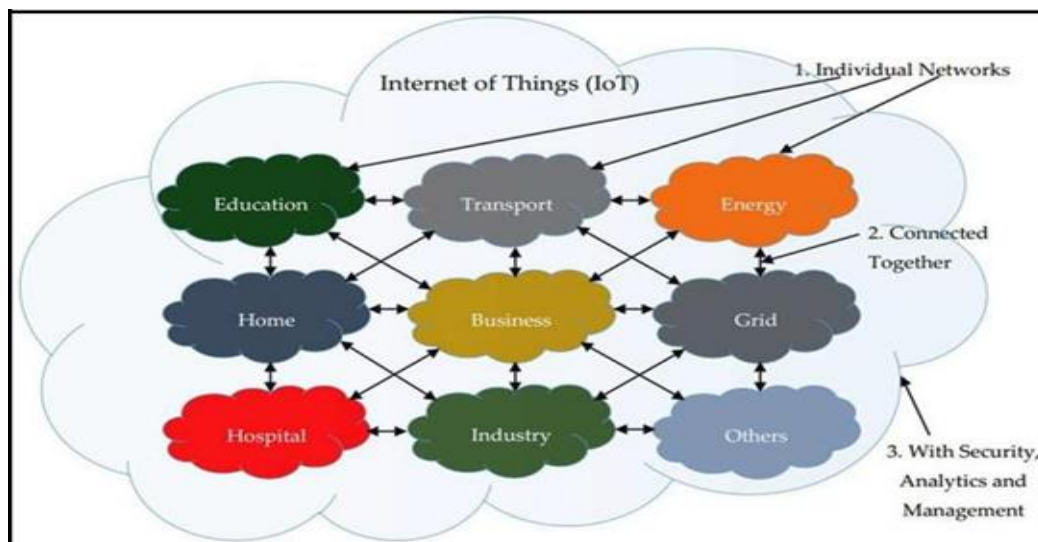 Internet of Things (IoT)
1. Individual Networks
Education
Transport
Energy
2. Connected
Together
Home
Business
Grid
Hospital
Industry
Others
3. With Security,
Analytics and
Management